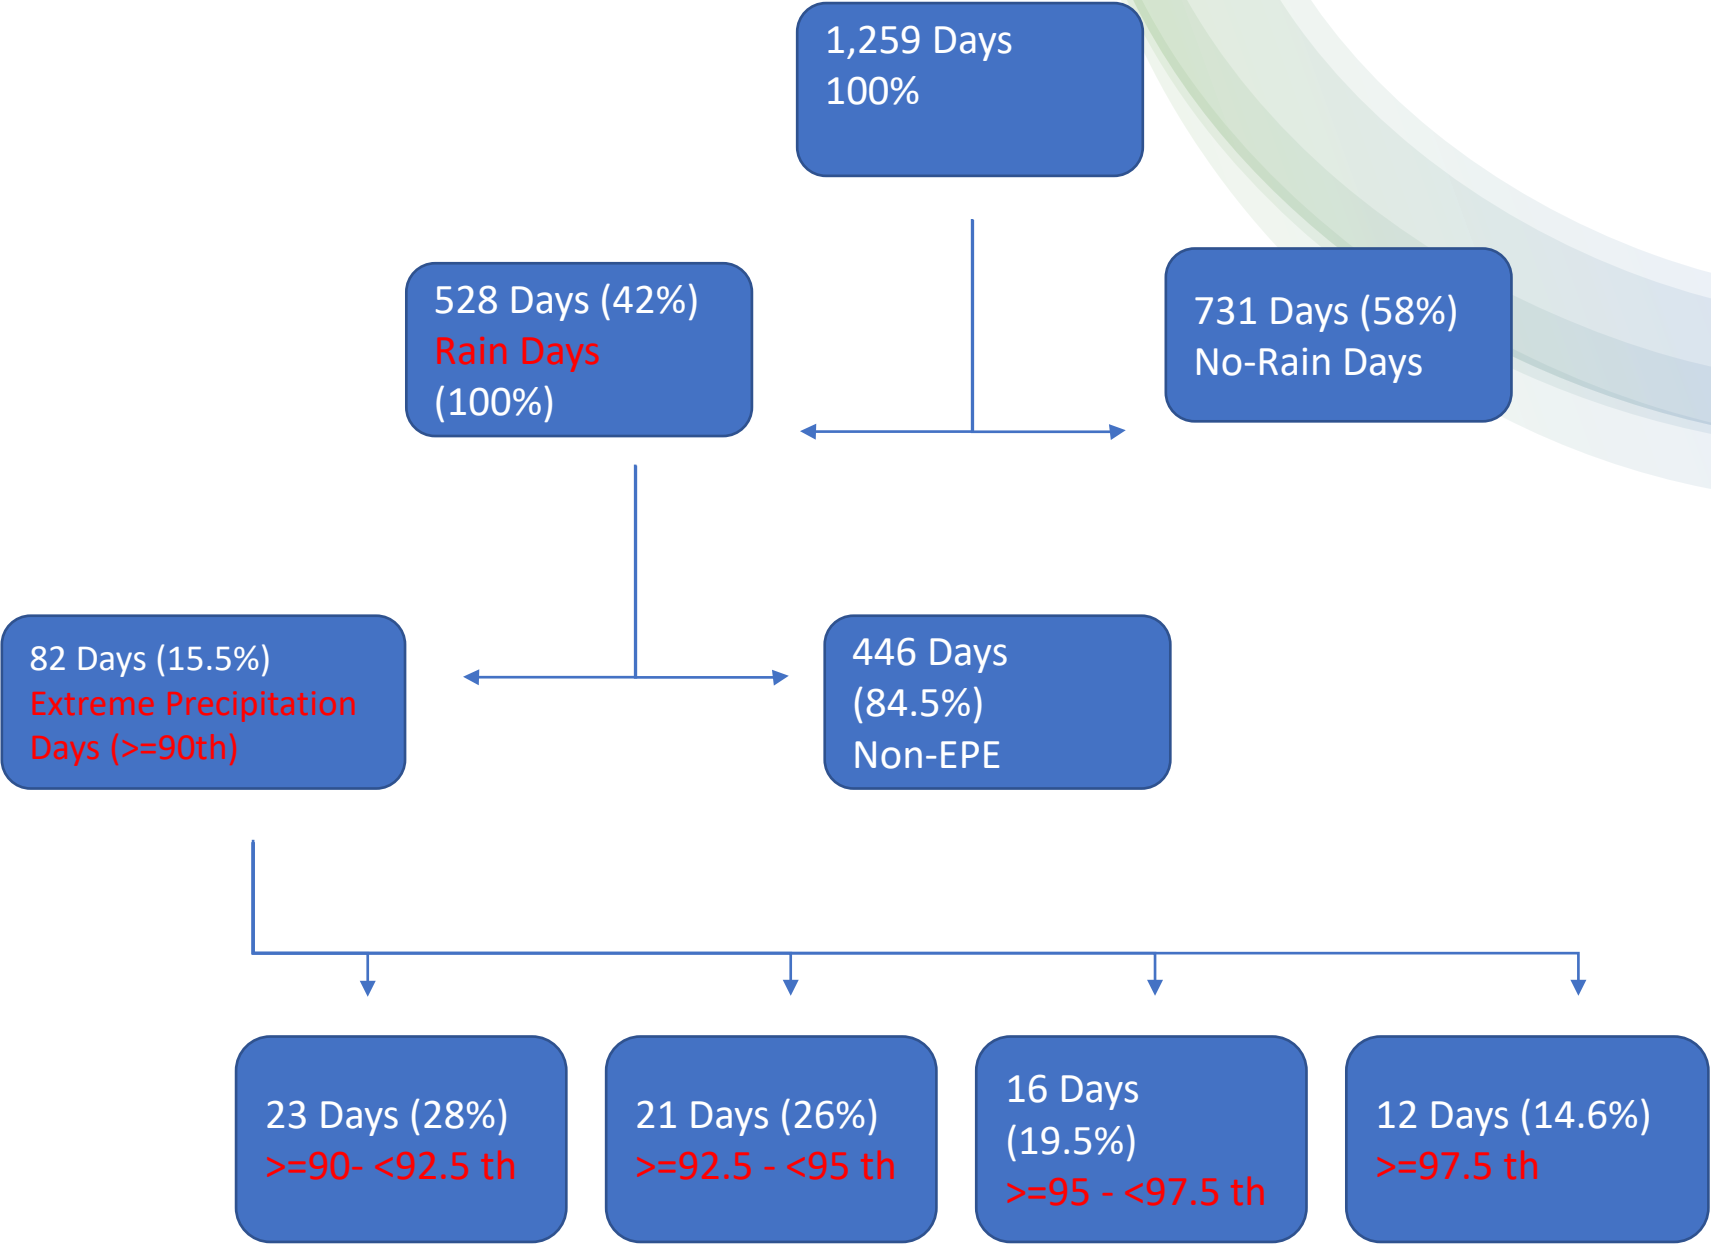 1,259 Days
100%
528 Days (42%)
Rain Days
(100%)
731 Days (58%)
No-Rain Days
82 Days (15.5%)
Extreme Precipitation
Days (>=90th)
446 Days
(84.5%)
Non-EPE
23 Days (28%)
>=90- <92.5 th
21 Days (26%)
>=92.5 - <95 th
16 Days
(19.5%)
>=95 - <97.5 th
12 Days (14.6%)
>=97.5 th